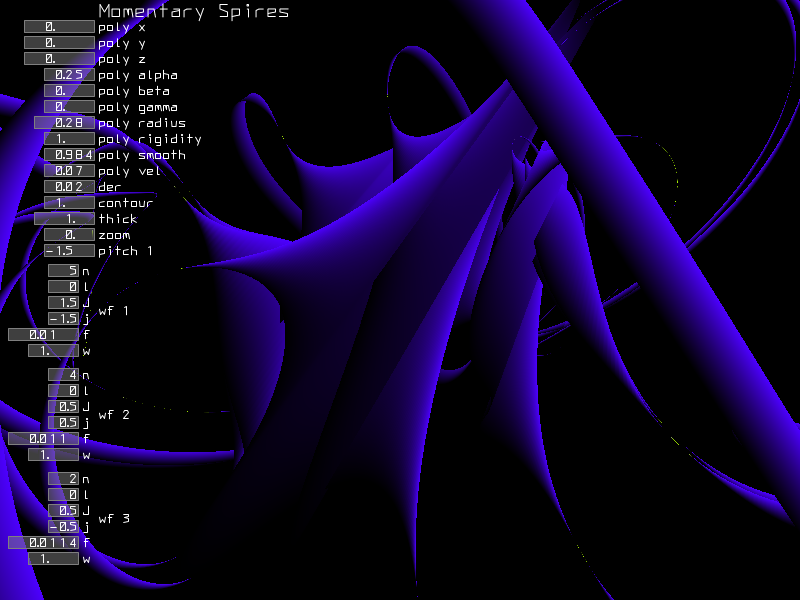 Momentary Spires
0. poly x
0. poly y
0. poly z
0.25 poly alpha
0. poly beta
0. poly gamma
0.28 poly radius
1. poly rigidity
0.984 poly smooth
0.07 poly vel
0.02 der
1. contour
1. thick
0. zoom
-1.5 pitch 1
5 n
0 l
1.5 J
wf 1
-1.5 j
0.01 f
1. w
4 n
0 l
0.5 J
wf 2
0.5 j
0.011 f
1. w
2 n
0 l
0.5 J
wf 3
-0.5 j
0.0114 f
1. w